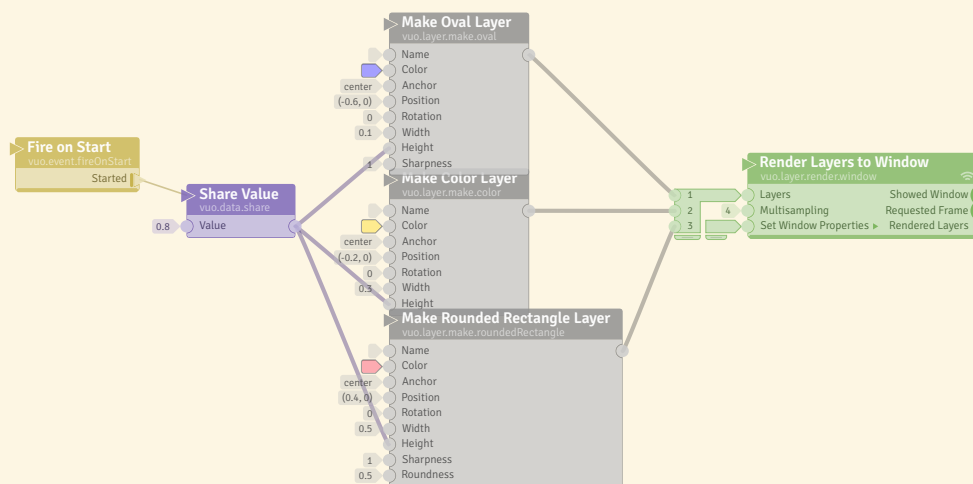 Fire on Start
vuo.event.fireOnStart
Started
Share Value
vuo.data.share
0.8
Value
Make Oval Layer
vuo.layer.make.oval
Name
Color
center
Anchor
(-0.6, 0)
Position
0
Rotation
0.1
Width
Height
1
Sharpness
Make Color Layer
vuo.layer.make.color
Name
Color
center
Anchor
(-0.2, 0)
Position
0
Rotation
0.3
Width
Height
Make Rounded Rectangle Layer
vuo.layer.make.roundedRectangle
Name
Color
center
Anchor
(0.4, 0)
Position
0
Rotation
0.5
Width
Height
1
Sharpness
0.5
Roundness
1
2
3
Render Layers to Window
vuo.layer.render.window
Layers
Showed Window
4
Multisampling
Requested Frame
Set Window Properties ▸
Rendered Layers